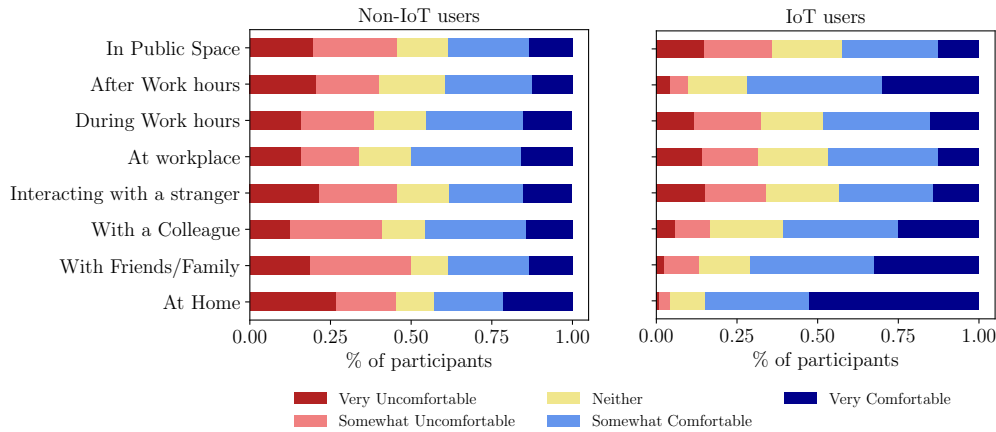 Non-IoT users
IoT users
In Public Space
After Work hours
During Work hours
At workplace
Interacting with a stranger
With a Colleague
With Friends/Family
At Home
0.00 0.25 0.50 0.75 1.00
0.00 0.25 0.50 0.75 1.00
% of participants
% of participants
Very Uncomfortable
Somewhat Uncomfortable
Neither
Somewhat Comfortable
Very Comfortable